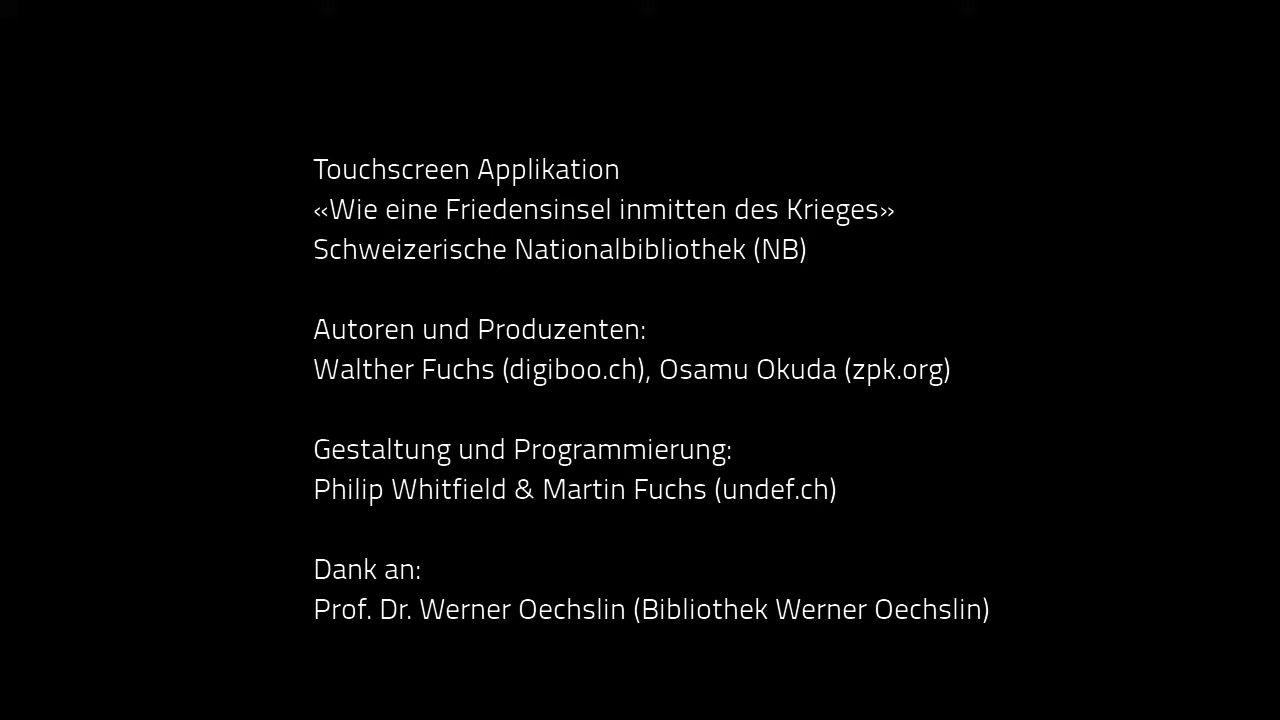 Touchscreen Applikation
«Wie eine Friedensinsel inmitten des Krieges»
Schweizerische Nationalbibliothek (NB)
Autoren und Produzenten:
Walther Fuchs (digiboo.ch), Osamu Okuda (zpk.org)
Gestaltung und Programmierung:
Philip Whitfield & Martin Fuchs (undef.ch)
Dank an:
Prof. Dr. Werner Oechslin (Bibliothek Werner Oechslin)